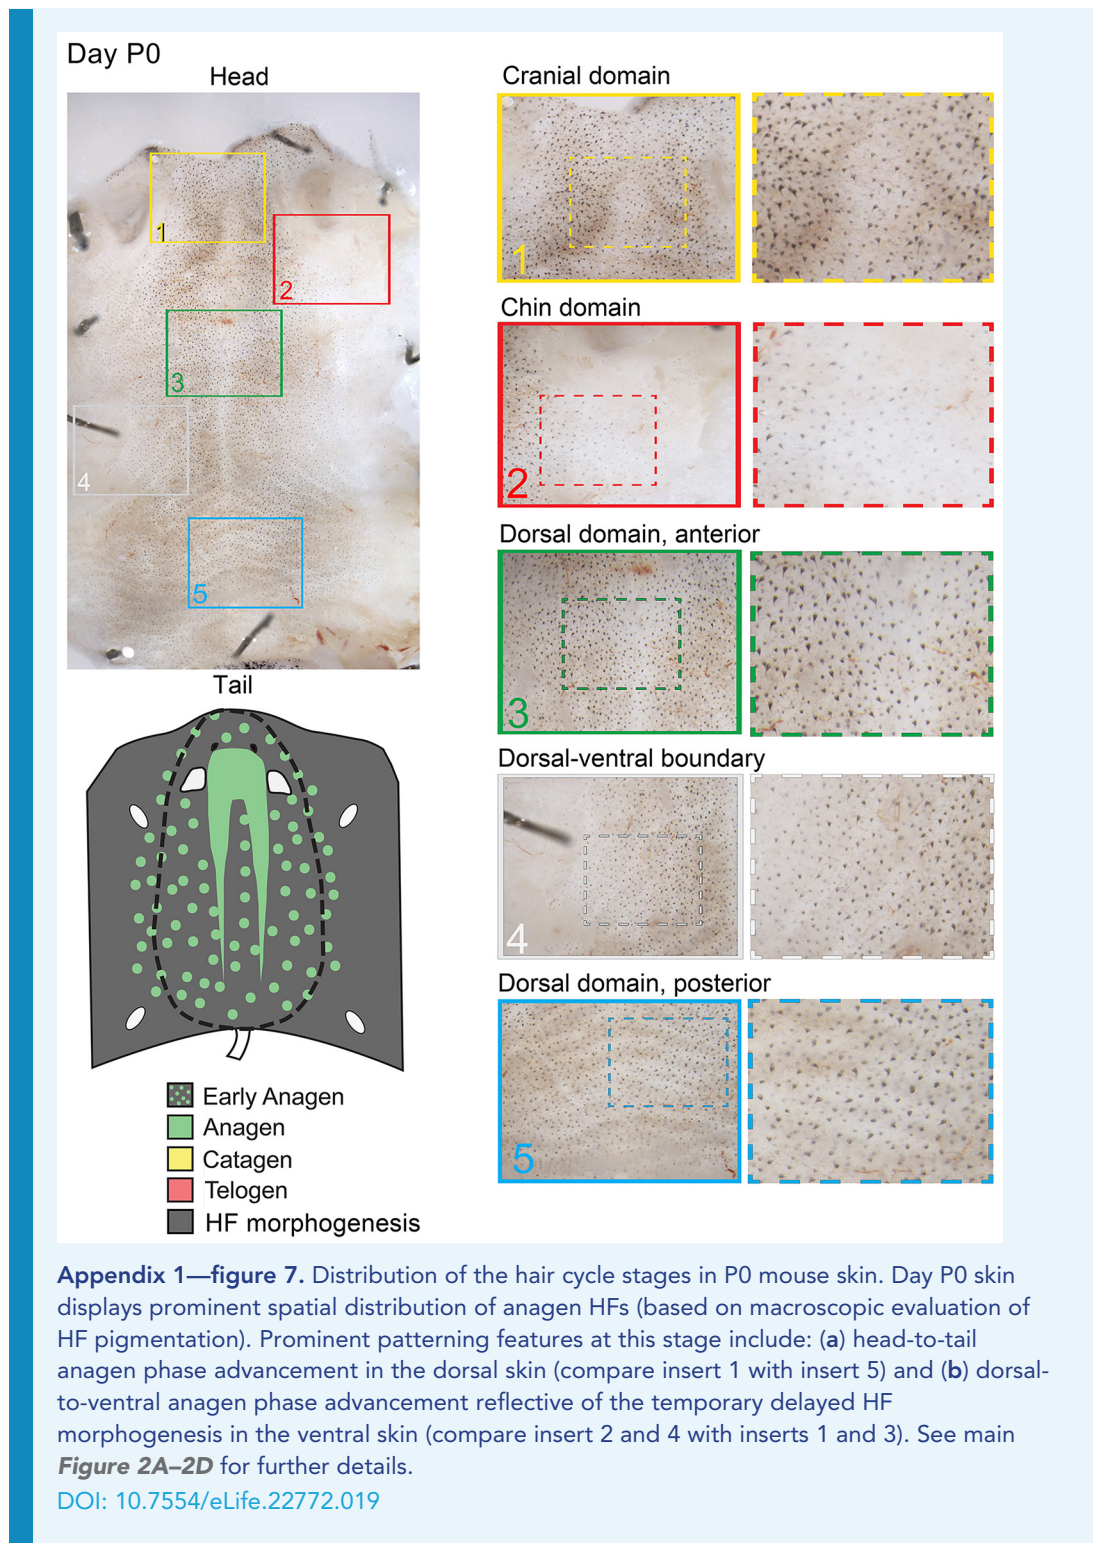 Day P0
Head
1
2
3
4
5
Tail
Early Anagen
Anagen
Catagen
Telogen
HF morphogenesis
Cranial domain
1
Chin domain
2
Dorsal domain, anterior
3
Dorsal-ventral boundary
4
Dorsal domain, posterior
5
Appendix 1—figure 7. Distribution of the hair cycle stages in P0 mouse skin. Day P0 skin
displays prominent spatial distribution of anagen HFs (based on macroscopic evaluation of
HF pigmentation). Prominent patterning features at this stage include: (a) head-to-tail
anagen phase advancement in the dorsal skin (compare insert 1 with insert 5) and (b) dorsal-
to-ventral anagen phase advancement reflective of the temporary delayed HF
morphogenesis in the ventral skin (compare insert 2 and 4 with inserts 1 and 3). See main
Figure 2A–2D for further details.
DOI: 10.7554/eLife.22772.019